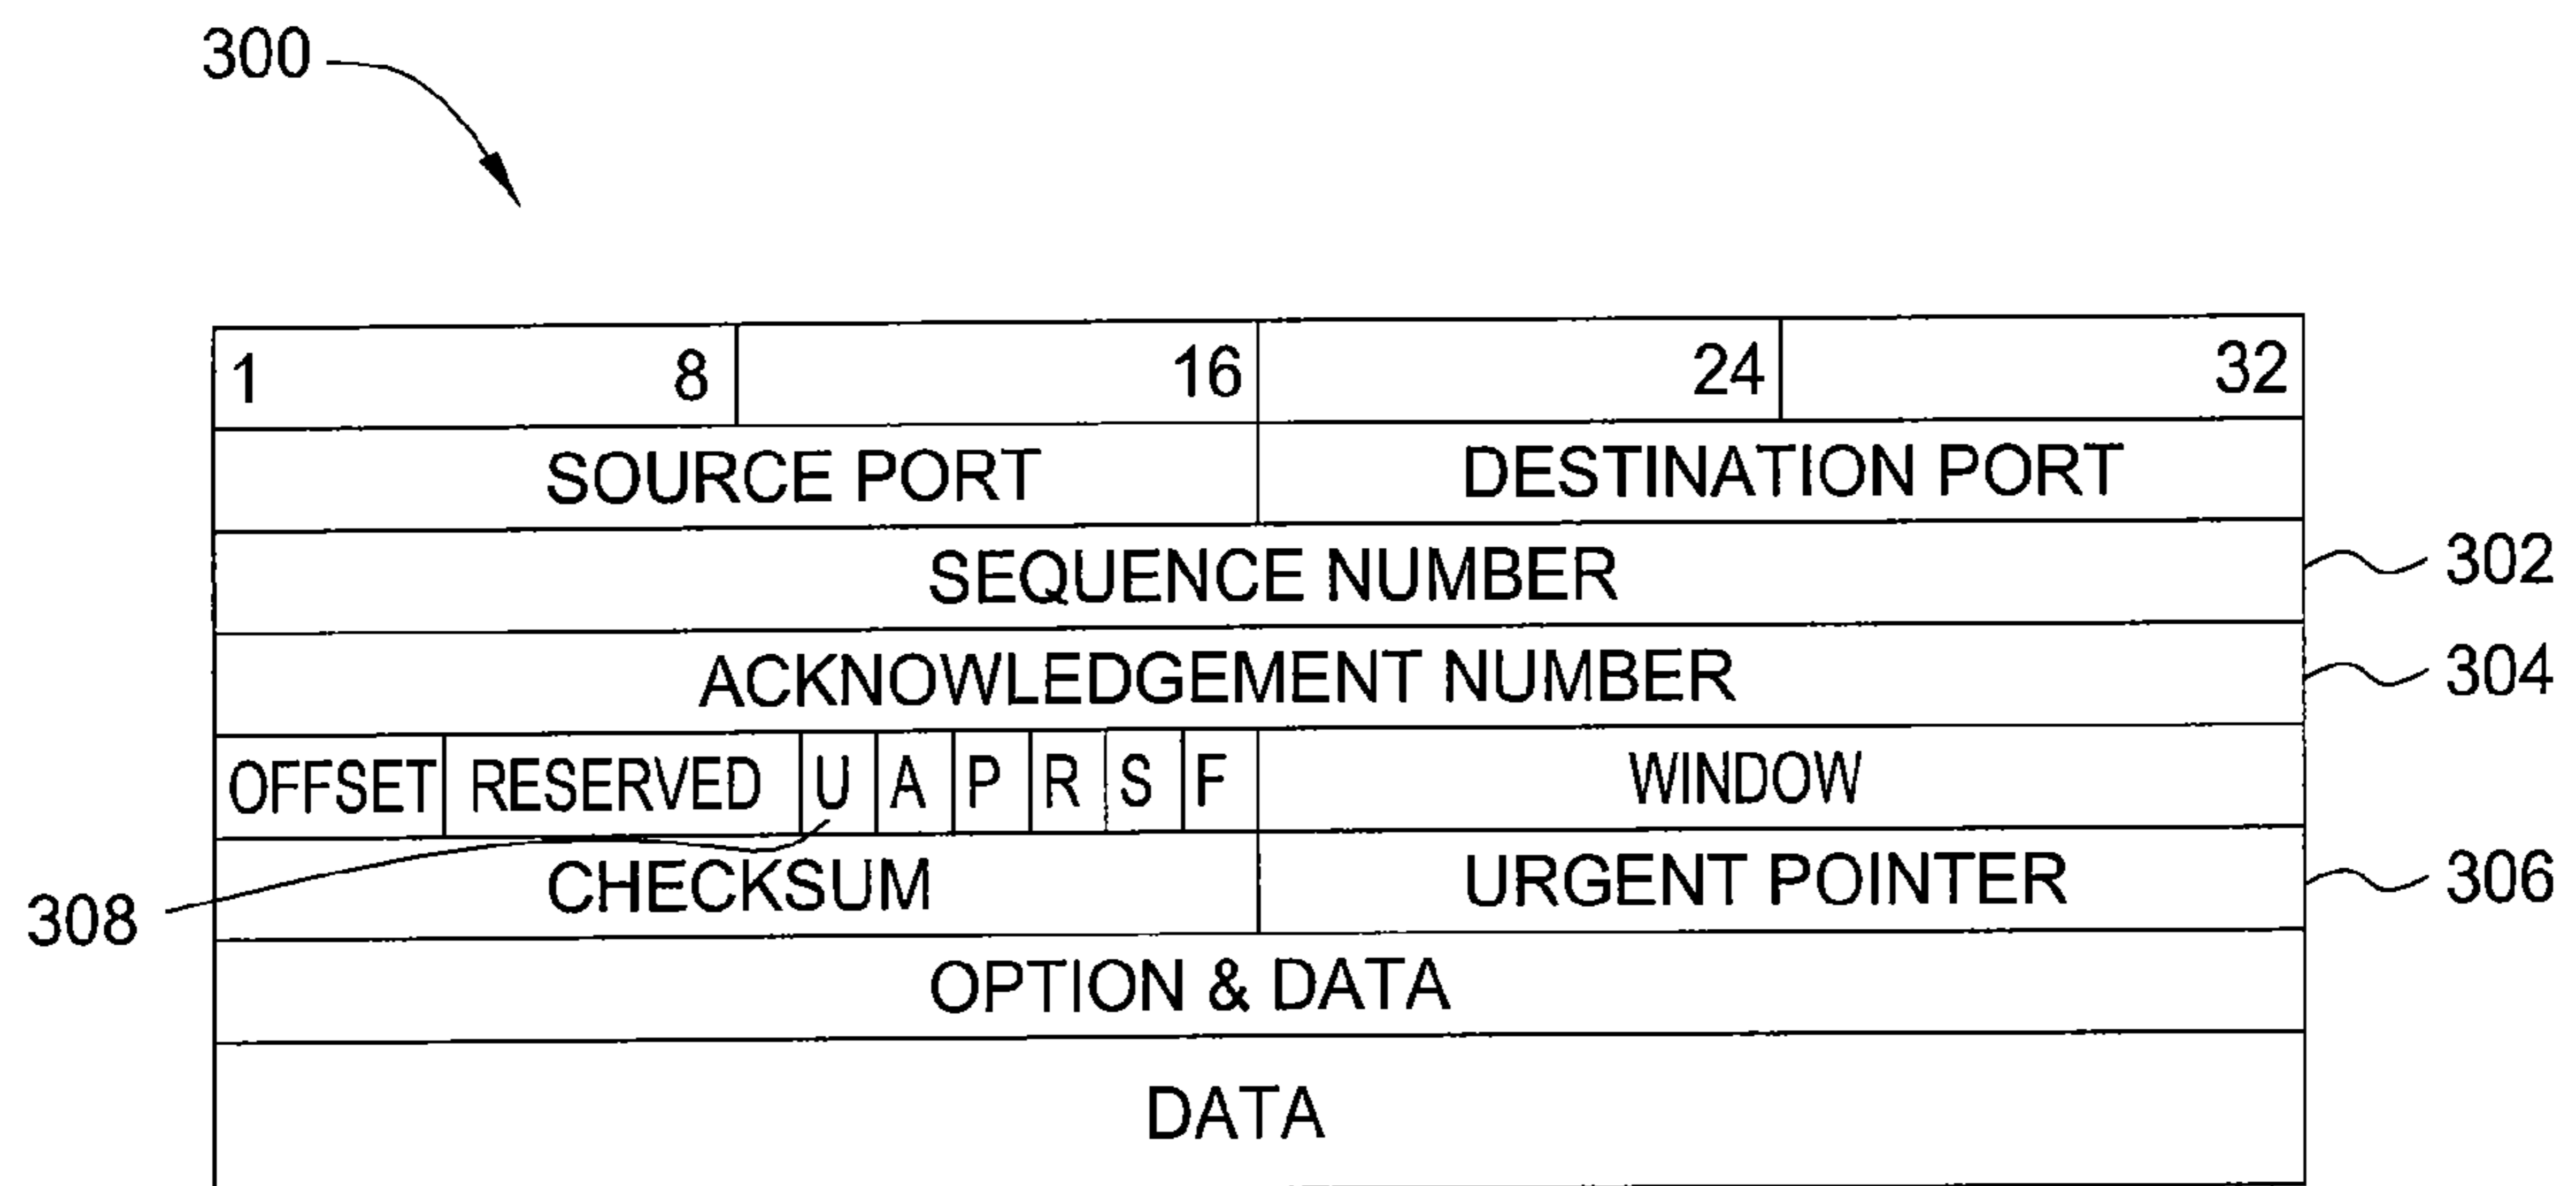 300
1 8 16 24 32
SOURCE PORT DESTINATION PORT
SEQUENCE NUMBER 302
ACKNOWLEDGEMENT NUMBER 304
OFFSET RESERVED U A P R S F WINDOW
308 CHECKSUM URGENT POINTER 306
OPTION & DATA
DATA